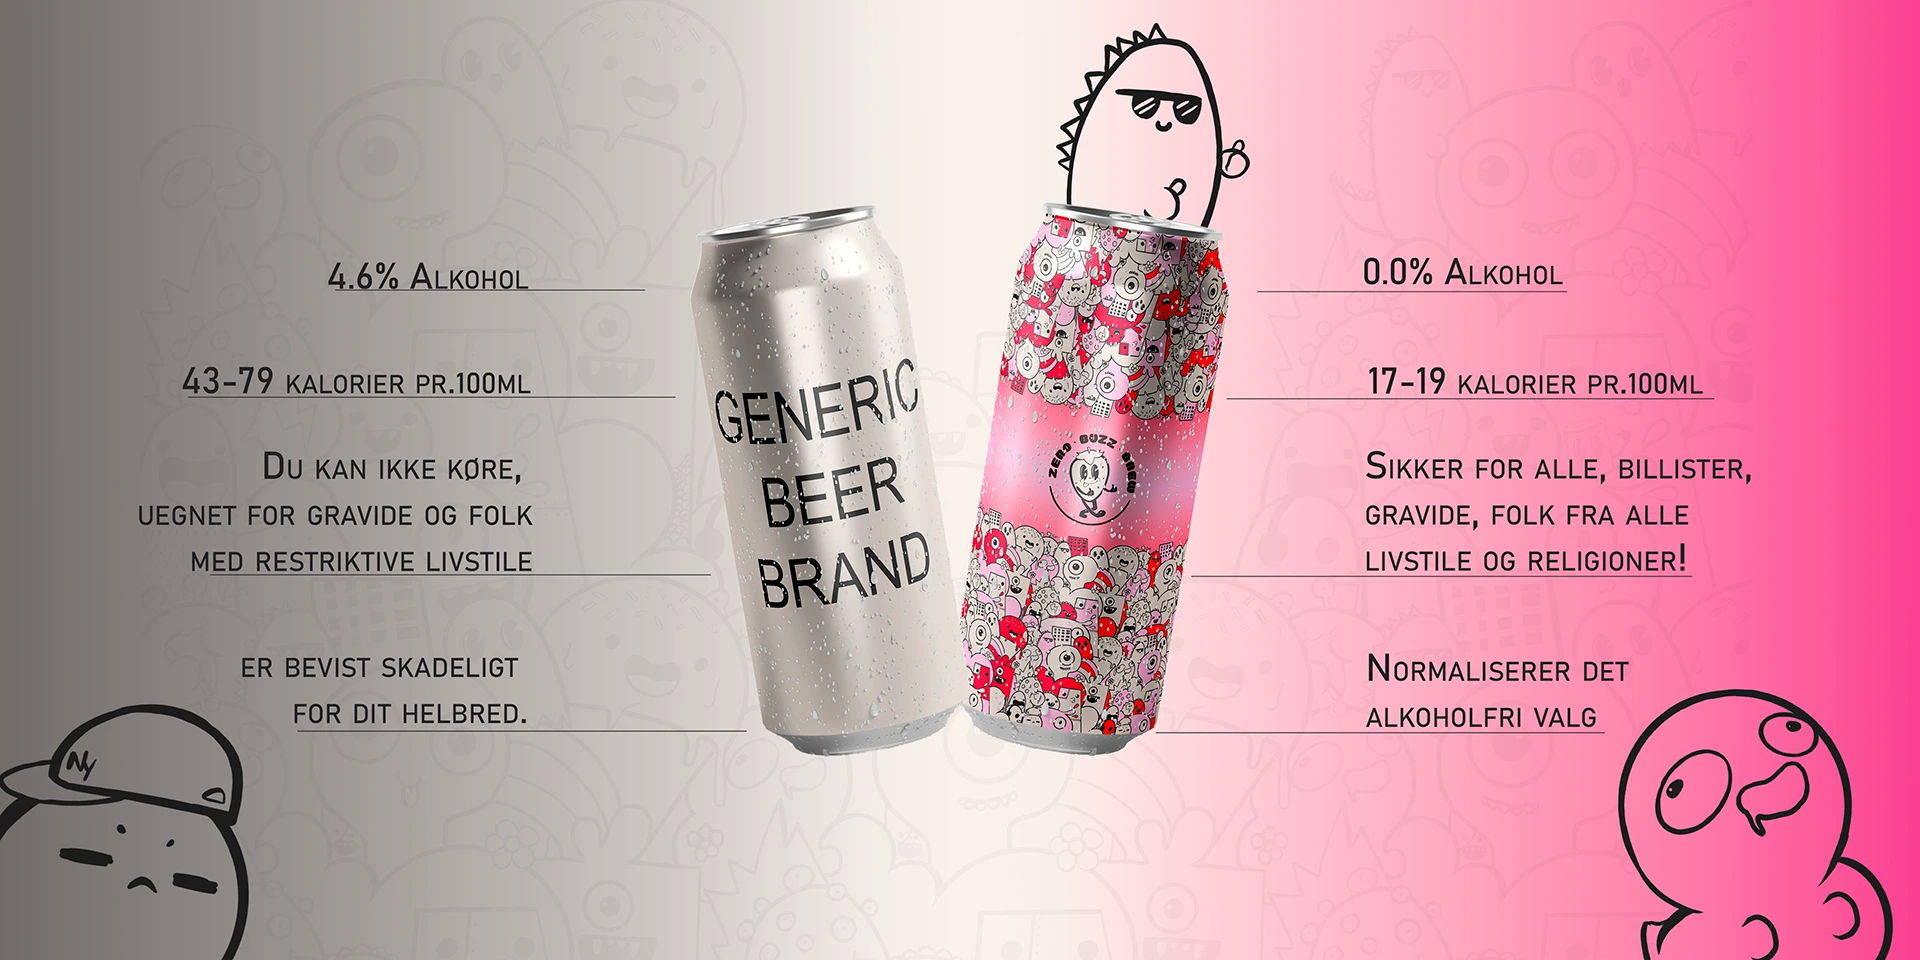 4.6% ALKOHOL
43-79 KALORIER PR.100ML
DU KAN IKKE KØRE,
UEGNET FOR GRAVIDE OG FOLK
MED RESTRIKTIVE LIVSTILE
ER BEVIST SKADELIGT
FOR DIT HELBRED.
NY
GENERIC
BEER
BRAND
ZERO BUZZ BREW
0.0% ALKOHOL
17-19 KALORIER PR.100ML
SIKKER FOR ALLE, BILLISTER,
GRAVIDE, FOLK FRA ALLE
LIVSTILE OG RELIGIONER!
NORMALISERER DET
ALKOHOLFRI VALG